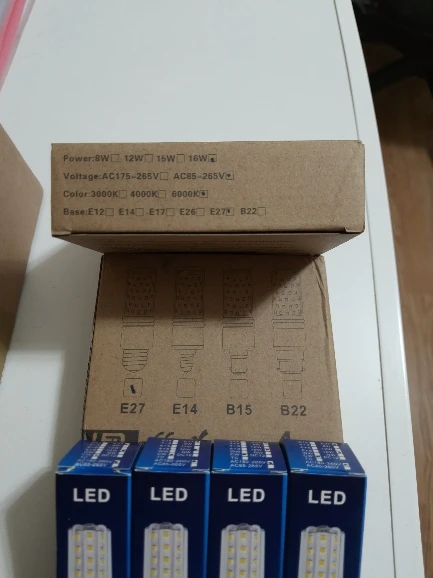 Power:8W 12W 15W 16W
Voltage:AC175~265V AC85~265V
Color:3000K 4000K 6000K
Base:E12 E14 E17 E26 E27 B22
E27 E14 B15 B22
LED LED LED LED